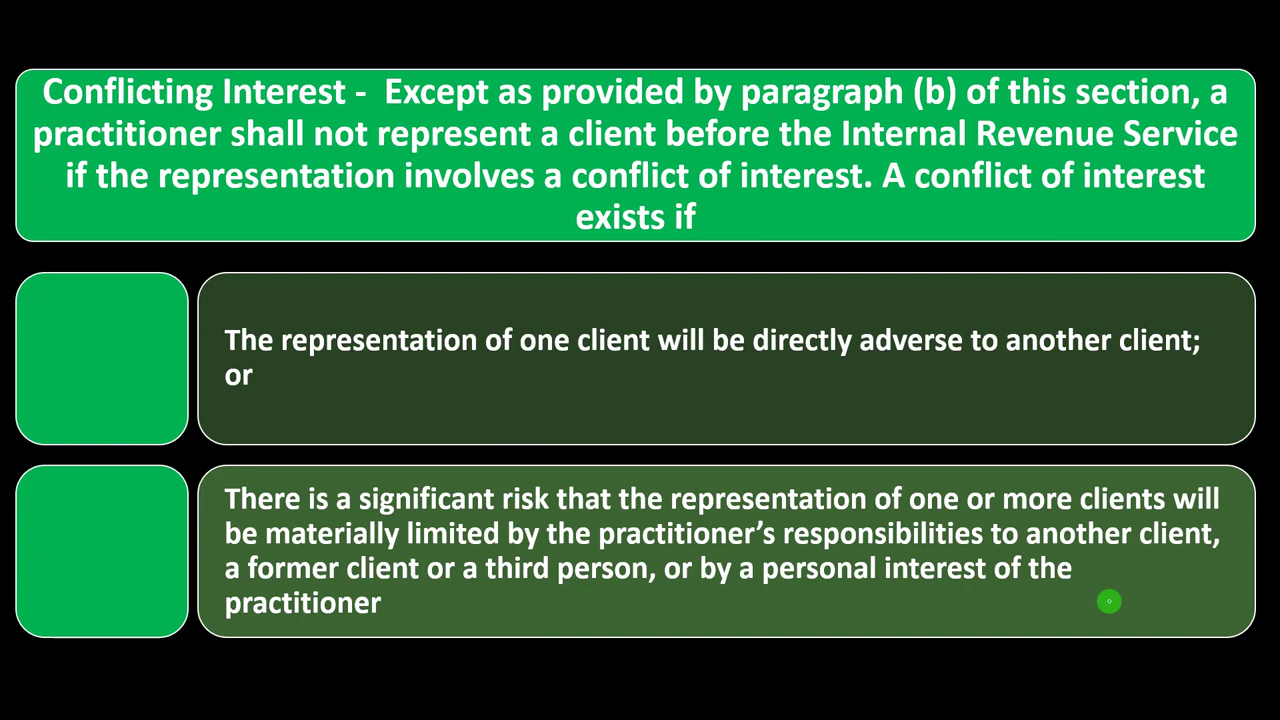 Conflicting Interest -  Except as provided by paragraph (b) of this section, a
practitioner shall not represent a client before the Internal Revenue Service
if the representation involves a conflict of interest. A conflict of interest
exists if
The representation of one client will be directly adverse to another client;
or
There is a significant risk that the representation of one or more clients will
be materially limited by the practitioner’s responsibilities to another client,
a former client or a third person, or by a personal interest of the
practitioner